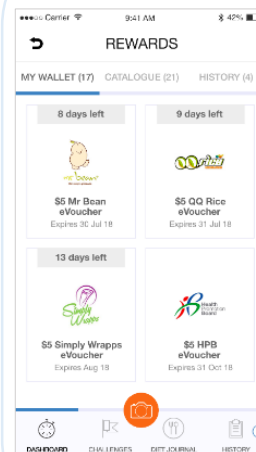 Carrier 9:41 AM 42%
REWARDS
MY WALLET (17) CATALOGUE (21) HISTORY (4)
8 days left 9 days left
QQ rice
$5 Mr Bean $5 QQ Rice
eVoucher eVoucher
Expires 30 Jul 18 Expires 31 Jul 18
13 days left
Simply
Wrapps
Health
Promotion
Board
$5 Simply Wrapps $5 HPB
eVoucher eVoucher
Expires Aug 18 Expires 31 Oct 18
DASHBOARD CHALLENGES DIET JOURNAL HISTORY